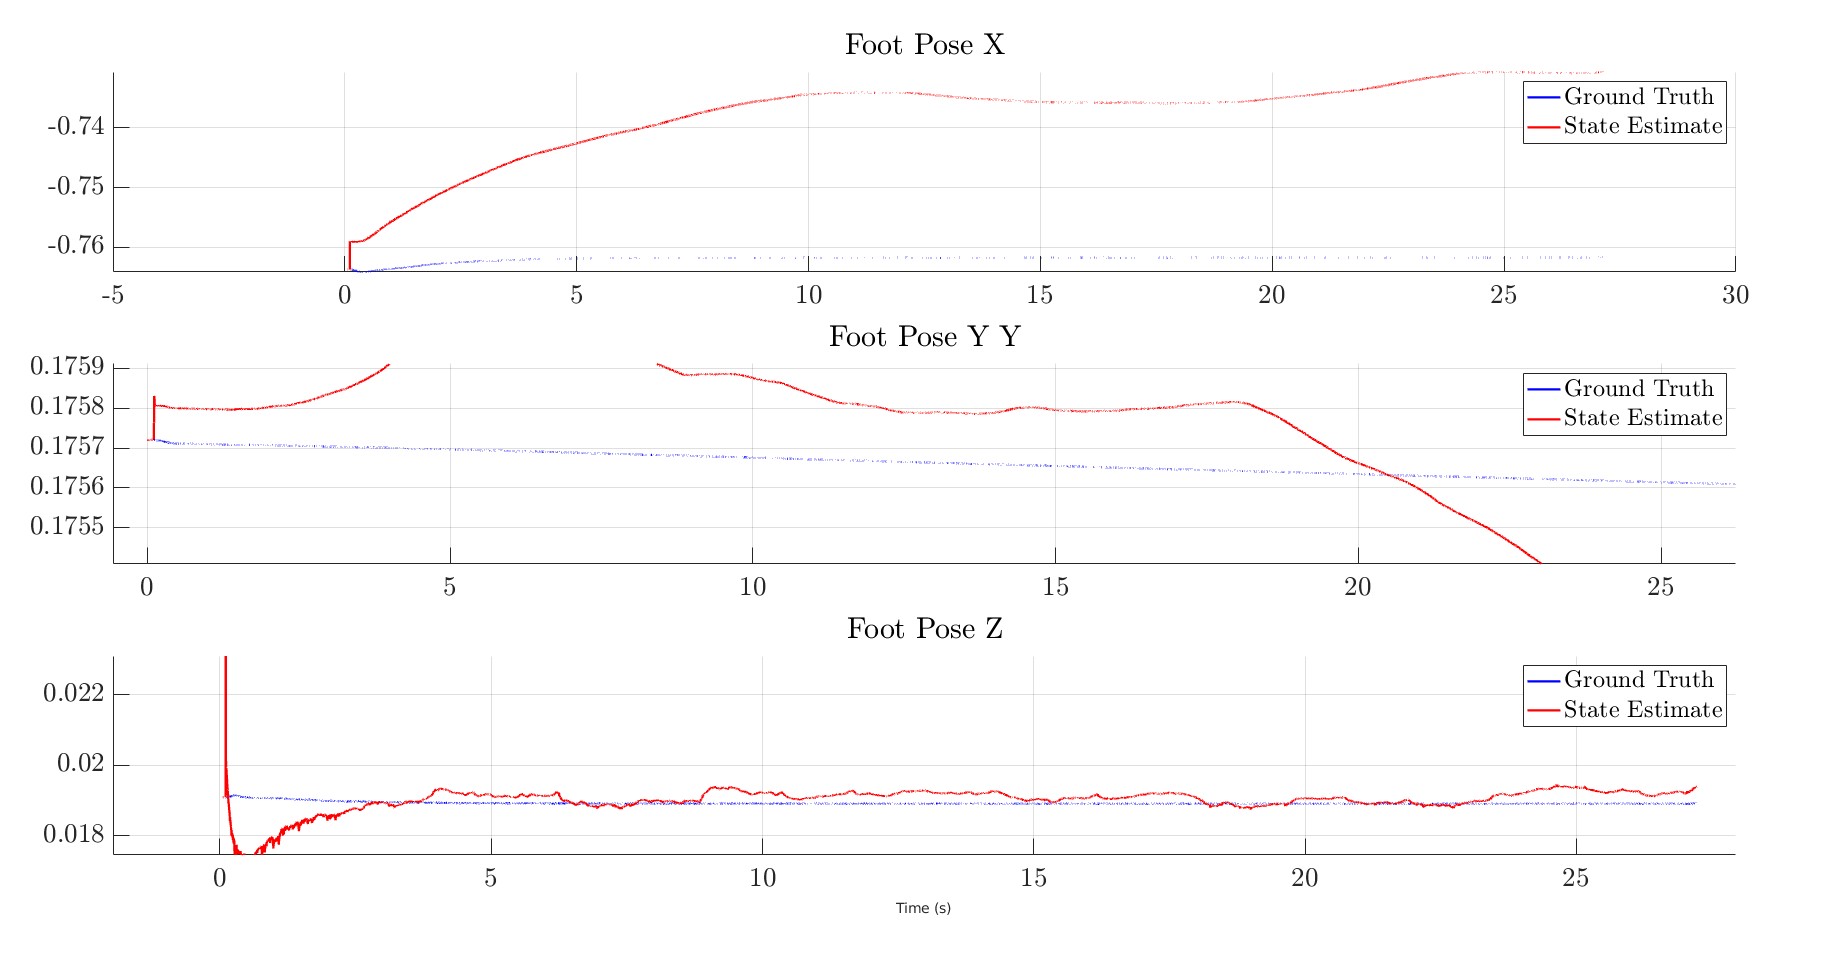 Foot Pose X
Ground Truth
State Estimate
-0.74
-0.75
-0.76
-5 0 5 10 15 20 25 30
Foot Pose Y Y
Ground Truth
State Estimate
0.1759
0.1758
0.1757
0.1756
0.1755
0 5 10 15 20 25
Foot Pose Z
Ground Truth
State Estimate
0.022
0.02
0.018
0 5 10 15 20 25
Time (s)